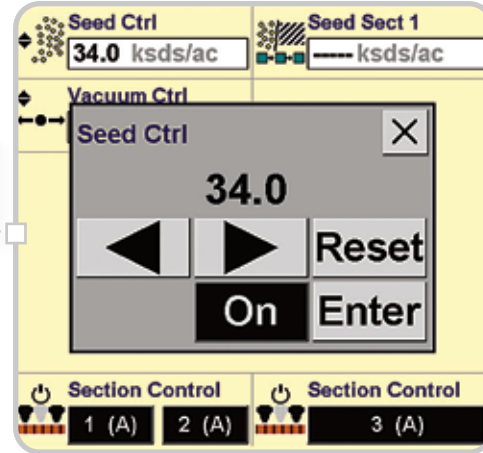 Seed Ctrl
34.0 ksds/ac
Seed Sect 1
----- ksds/ac
Vacuum Ctrl
Seed Ctrl
34.0
Reset
On
Enter
Section Control
1 (A)
2 (A)
Section Control
3 (A)